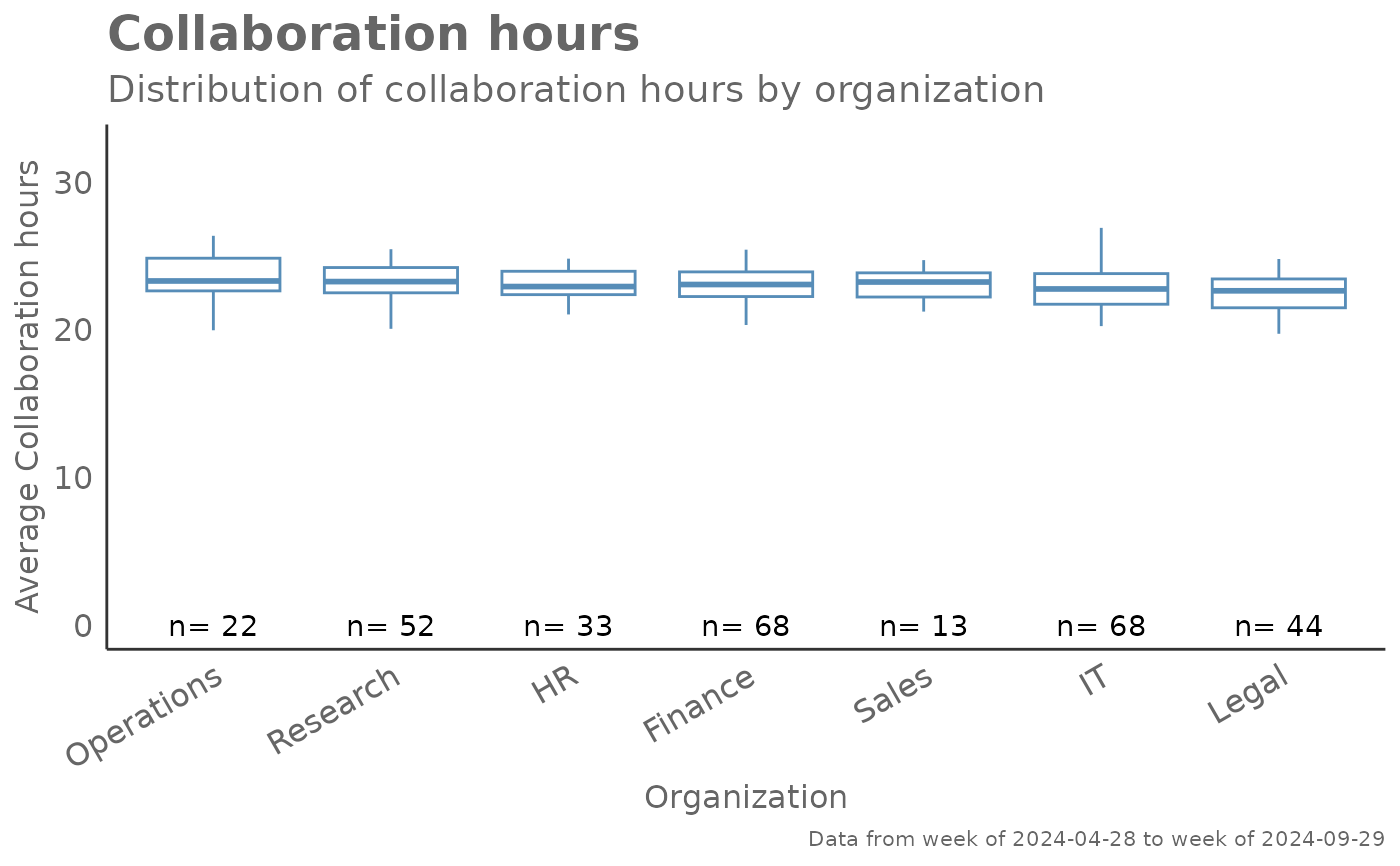 Collaboration hours
Distribution of collaboration hours by organization
Average Collaboration hours
30
20
10
0
n= 22
n= 52
n= 33
n= 68
n= 13
n= 68
n= 44
Operations
Research
HR
Finance
Sales
IT
Legal
Organization
Data from week of 2024-04-28 to week of 2024-09-29